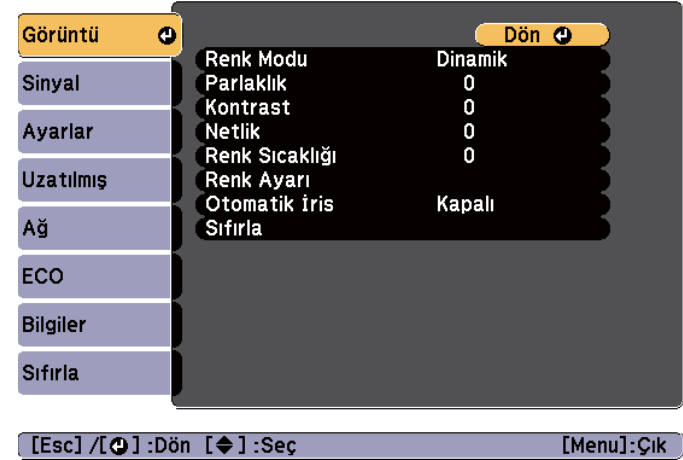 Görüntü
Dön
Renk Modu Dinamik
Sinyal
Parlaklık 0
Kontrast 0
Ayarlar
Netlik 0
Renk Sıcaklığı 0
Uzatılmış
Renk Ayarı
Otomatik İris Kapalı
Ağ
Sıfırla
ECO
Bilgiler
Sıfırla
[Esc] /[ ] :Dön [ ] :Seç [Menu]:Çık